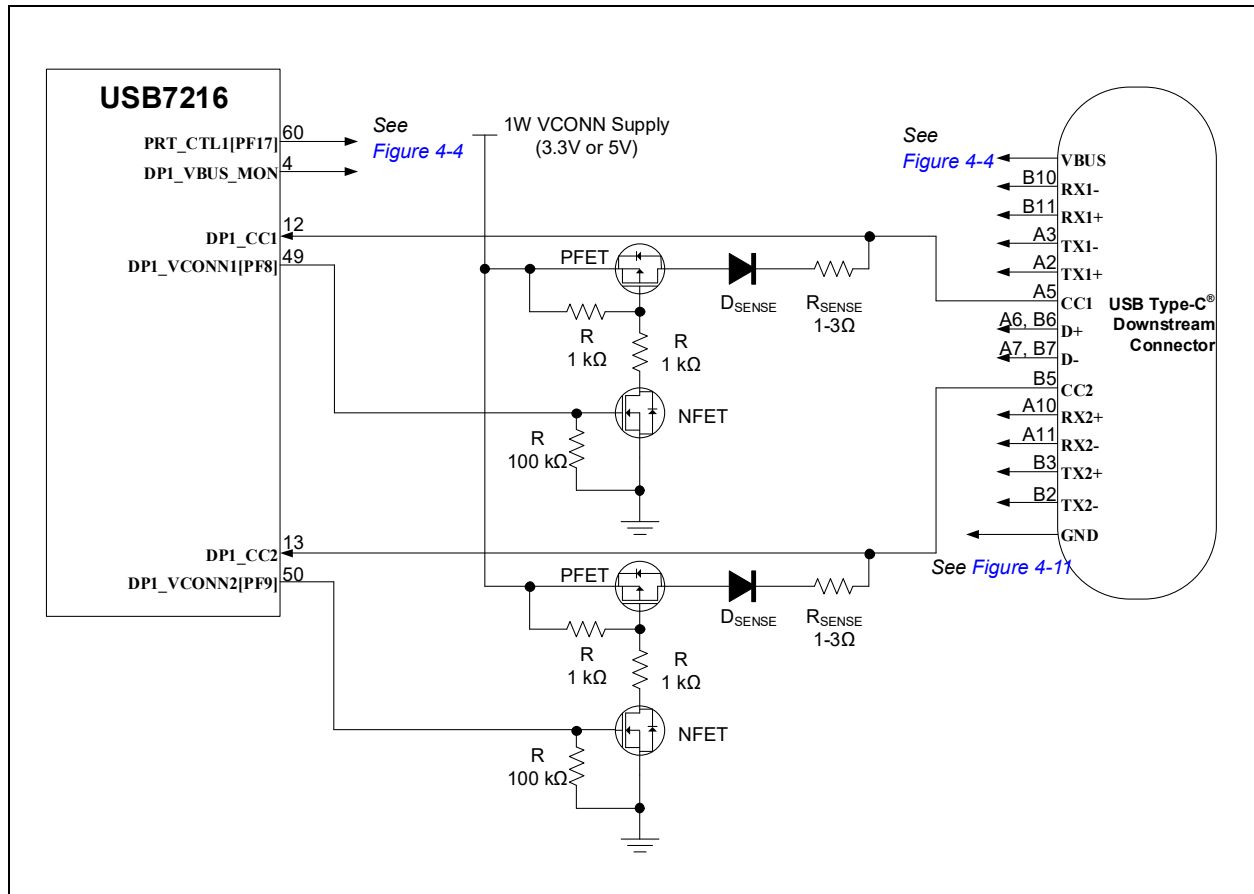 USB7216
PRT_CTL1[PF17]
60
See
Figure 4-4
DP1_VBUS_MON
4
1W VCONN Supply
(3.3V or 5V)
See
Figure 4-4
VBUS
B10
RX1-
B11
RX1+
A3
TX1-
A2
TX1+
A5
CC1
USB Type-C®
Downstream
Connector
A6, B6
D+
A7, B7
D-
B5
CC2
A10
RX2+
A11
RX2-
B3
TX2+
B2
TX2-
GND
See Figure 4-11
DP1_CC1
12
DP1_VCONN1[PF8]
49
PFET
DSENSE
RSENSE
1-3Ω
R
1 kΩ
R
1 kΩ
NFET
R
100 kΩ
DP1_CC2
13
DP1_VCONN2[PF9]
50
PFET
DSENSE
RSENSE
1-3Ω
R
1 kΩ
R
1 kΩ
NFET
R
100 kΩ